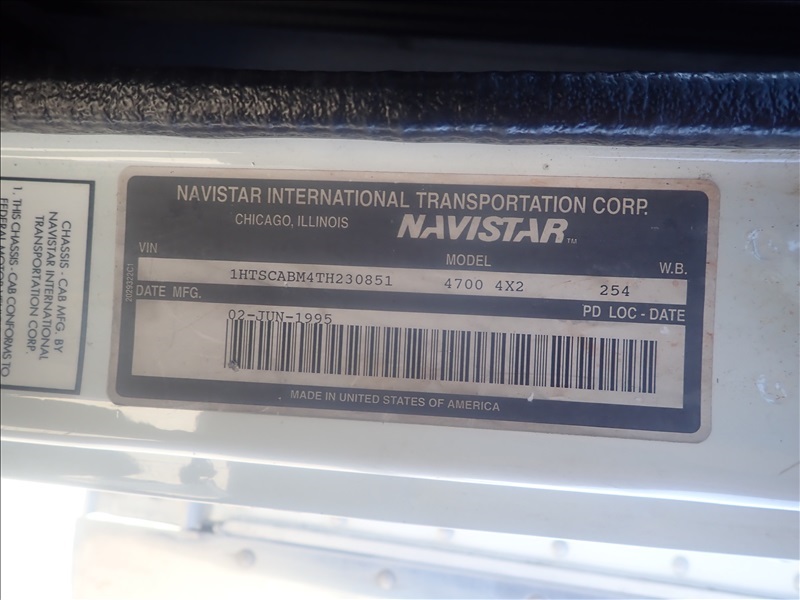 NAVISTAR INTERNATIONAL TRANSPORTATION CORP.
CHICAGO, ILLINOIS
NAVISTAR™
VIN
MODEL
W.B.
1HTSCABM4TH230851
4700 4X2
254
DATE MFG.
PD LOC - DATE
02-JUN-1995
MADE IN UNITED STATES OF AMERICA
CHASSIS - CAB MFG. BY
NAVISTAR INTERNATIONAL
TRANSPORTATION CORP.
1. THIS CHASSIS - CAB CONFORMS TO